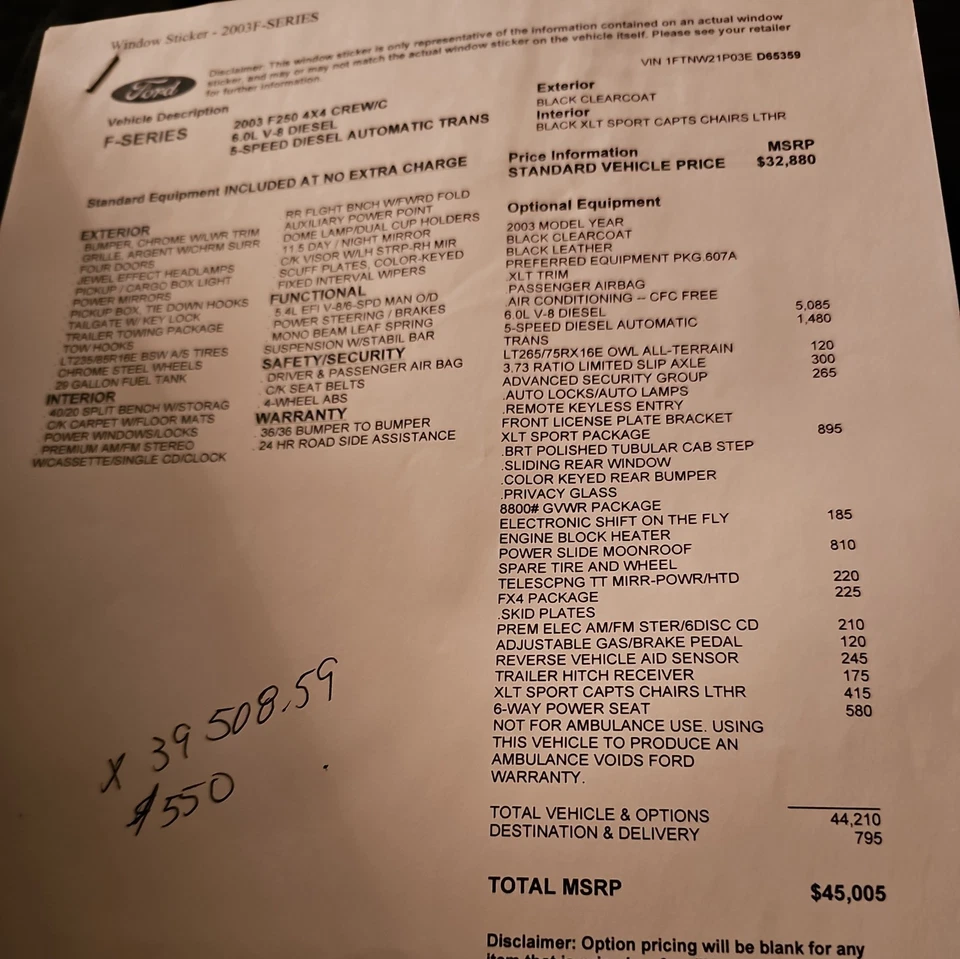 Window Sticker - 2003F-SERIES
Disclaimer: This window sticker is only representative of the information contained on an actual window
sticker, and may or may not match the actual window sticker on the vehicle itself. Please see your retailer
for further information.
Ford
VIN 1FTNW21P03E D65359
Vehicle Description
F-SERIES
2003 F250 4X4 CREW/C
6.0L V-8 DIESEL
5-SPEED DIESEL AUTOMATIC TRANS
Exterior
BLACK CLEARCOAT
Interior
BLACK XLT SPORT CAPTS CHAIRS LTHR
Standard Equipment INCLUDED AT NO EXTRA CHARGE
EXTERIOR
BUMPER, CHROME W/LWR TRIM
GRILLE, ARGENT W/CHRM SURR
FOUR DOORS
JEWEL EFFECT HEADLAMPS
PICKUP / CARGO BOX LIGHT
POWER MIRRORS
PICKUP BOX, TIE DOWN HOOKS
TAILGATE W/ KEY LOCK
TRAILER TOWING PACKAGE
TOW HOOKS
LT235/85R16E BSW A/S TIRES
CHROME STEEL WHEELS
29 GALLON FUEL TANK
INTERIOR
40/20 SPLIT BENCH W/STORAG
C/K CARPET W/FLOOR MATS
POWER WINDOWS/LOCKS
PREMIUM AM/FM STEREO
W/CASSETTE/SINGLE CD/CLOCK
RR FLGHT BNCH W/FWRD FOLD
AUXILIARY POWER POINT
DOME LAMP/DUAL CUP HOLDERS
11.5 DAY / NIGHT MIRROR
C/K VISOR W/LH STRP-RH MIR
SCUFF PLATES, COLOR-KEYED
FIXED INTERVAL WIPERS
FUNCTIONAL
5.4L EFI V-8/6-SPD MAN O/D
POWER STEERING / BRAKES
MONO BEAM LEAF SPRING
SUSPENSION W/STABIL BAR
SAFETY/SECURITY
. DRIVER & PASSENGER AIR BAG
. C/K SEAT BELTS
. 4-WHEEL ABS
WARRANTY
. 36/36 BUMPER TO BUMPER
. 24 HR ROAD SIDE ASSISTANCE
Price Information MSRP
STANDARD VEHICLE PRICE $32,880
Optional Equipment
2003 MODEL YEAR
BLACK CLEARCOAT
BLACK LEATHER
PREFERRED EQUIPMENT PKG.607A
.XLT TRIM
PASSENGER AIRBAG
.AIR CONDITIONING -- CFC FREE
6.0L V-8 DIESEL 5,085
5-SPEED DIESEL AUTOMATIC 1,480
TRANS
LT265/75RX16E OWL ALL-TERRAIN 120
3.73 RATIO LIMITED SLIP AXLE 300
ADVANCED SECURITY GROUP 265
.AUTO LOCKS/AUTO LAMPS
.REMOTE KEYLESS ENTRY
FRONT LICENSE PLATE BRACKET
XLT SPORT PACKAGE 895
.BRT POLISHED TUBULAR CAB STEP
.SLIDING REAR WINDOW
.COLOR KEYED REAR BUMPER
.PRIVACY GLASS
8800# GVWR PACKAGE
ELECTRONIC SHIFT ON THE FLY 185
ENGINE BLOCK HEATER
POWER SLIDE MOONROOF 810
SPARE TIRE AND WHEEL
TELESCPNG TT MIRR-POWR/HTD 220
FX4 PACKAGE 225
.SKID PLATES
PREM ELEC AM/FM STER/6DISC CD 210
ADJUSTABLE GAS/BRAKE PEDAL 120
REVERSE VEHICLE AID SENSOR 245
TRAILER HITCH RECEIVER 175
XLT SPORT CAPTS CHAIRS LTHR 415
6-WAY POWER SEAT 580
NOT FOR AMBULANCE USE. USING
THIS VEHICLE TO PRODUCE AN
AMBULANCE VOIDS FORD
WARRANTY.
TOTAL VEHICLE & OPTIONS 44,210
DESTINATION & DELIVERY 795
TOTAL MSRP $45,005
Disclaimer: Option pricing will be blank for any
x 39508.59
$550